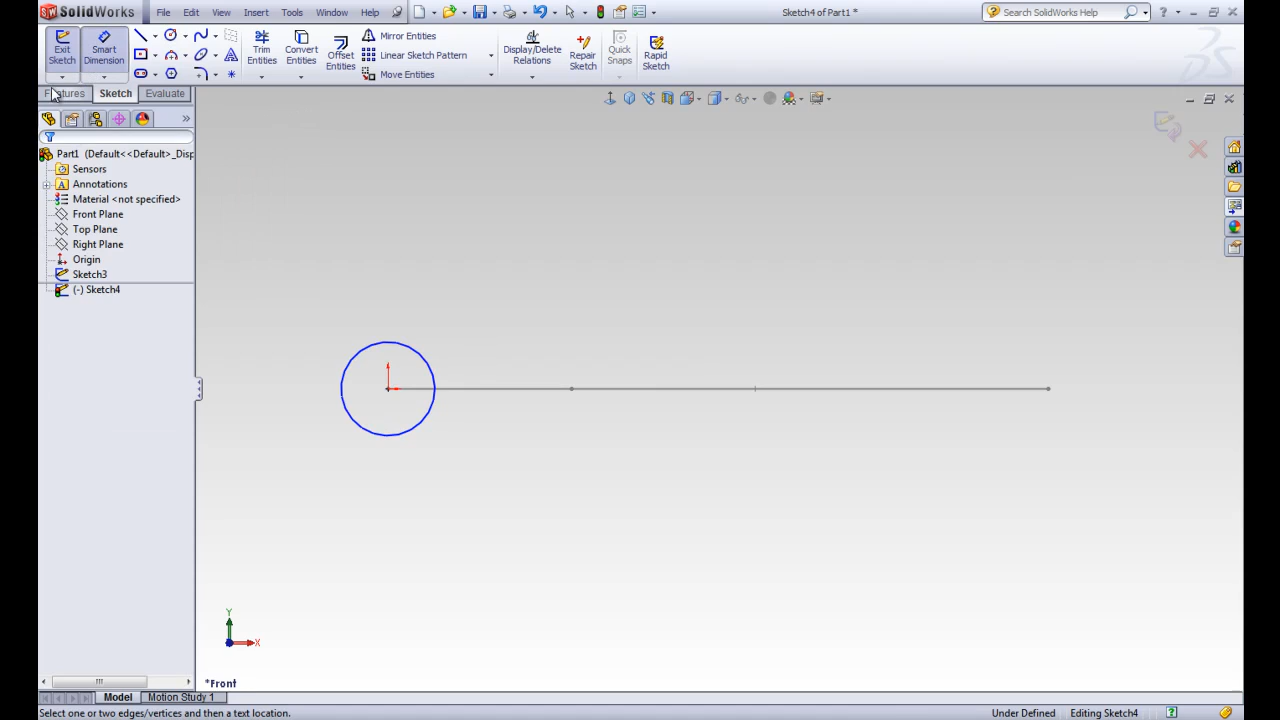 SW SolidWorks File Edit View Insert Tools Window Help Sketch4 of Part1 * Search SolidWorks Help
Exit Sketch
Smart Dimension
Trim Entities
Convert Entities
Offset Entities
Mirror Entities
Linear Sketch Pattern
Move Entities
Display/Delete Relations
Repair Sketch
Quick Snaps
Rapid Sketch
Features Sketch Evaluate
Part1 (Default<<Default>_Disp
Sensors
Annotations
Material <not specified>
Front Plane
Top Plane
Right Plane
Origin
Sketch3
(-) Sketch4
Y
X
*Front
Model Motion Study 1
Select one or two edges/vertices and then a text location. Under Defined Editing Sketch4